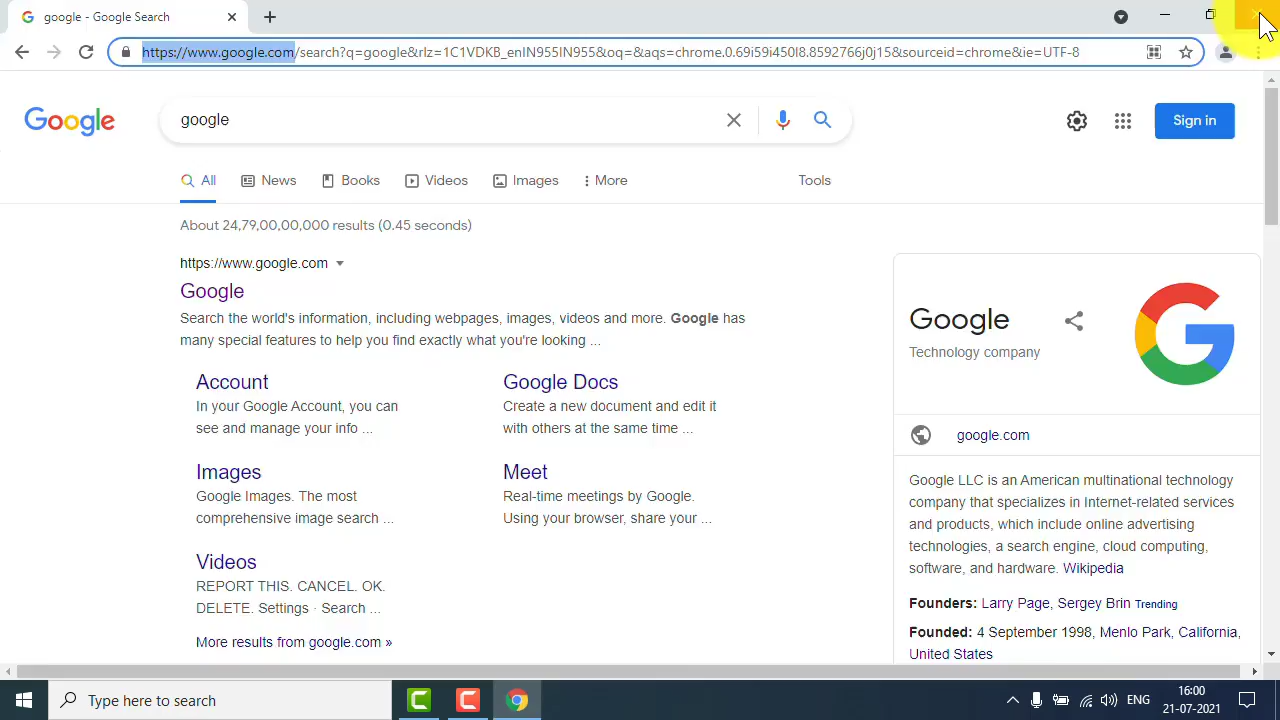 google - Google Search
https://www.google.com/search?q=google&rlz=1C1VDKB_enIN955IN955&oq=&aqs=chrome.0.69i59i450l8.892766j0j15&sourceid=chrome&ie=UTF-8
Google
google
Sign in
All
News
Books
Videos
Images
More
Tools
About 24,79,00,00,000 results (0.45 seconds)
https://www.google.com
Google
Search the world's information, including webpages, images, videos and more. Google has
many special features to help you find exactly what you're looking ...
Account
In your Google Account, you can
see and manage your info ...
Google Docs
Create a new document and edit it
with others at the same time ...
Images
Google Images. The most
comprehensive image search ...
Meet
Real-time meetings by Google.
Using your browser, share your ...
Videos
REPORT THIS. CANCEL. OK.
DELETE. Settings · Search ...
More results from google.com »
Google
Technology company
google.com
Google LLC is an American multinational technology
company that specializes in Internet-related services
and products, which include online advertising
technologies, a search engine, cloud computing,
software, and hardware. Wikipedia
Founders: Larry Page, Sergey Brin Trending
Founded: 4 September 1998, Menlo Park, California,
United States
Type here to search
ENG
16:00
21-07-2021